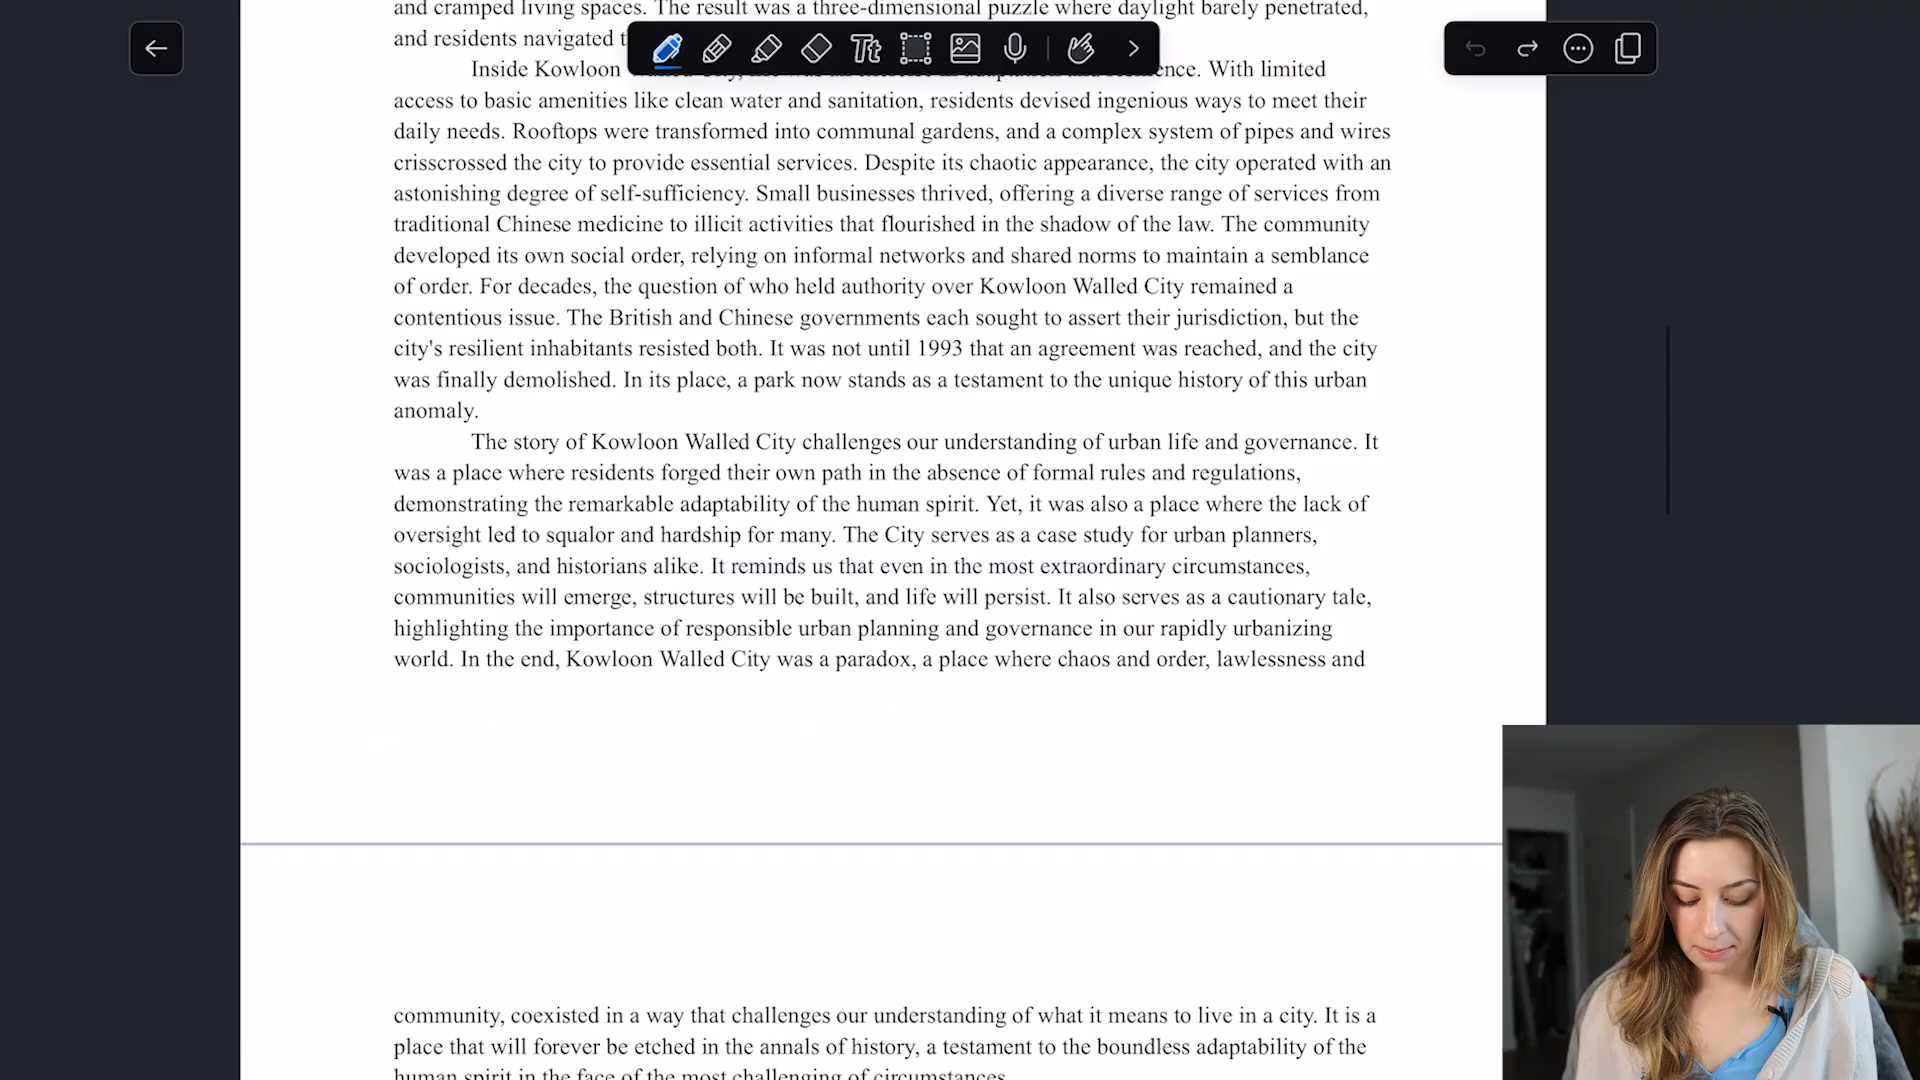 and cramped living spaces. The result was a three-dimensional puzzle where daylight barely penetrated,
and residents navigated
Inside Kowloon
ence. With limited
access to basic amenities like clean water and sanitation, residents devised ingenious ways to meet their
daily needs. Rooftops were transformed into communal gardens, and a complex system of pipes and wires
crisscrossed the city to provide essential services. Despite its chaotic appearance, the city operated with an
astonishing degree of self-sufficiency. Small businesses thrived, offering a diverse range of services from
traditional Chinese medicine to illicit activities that flourished in the shadow of the law. The community
developed its own social order, relying on informal networks and shared norms to maintain a semblance
of order. For decades, the question of who held authority over Kowloon Walled City remained a
contentious issue. The British and Chinese governments each sought to assert their jurisdiction, but the
city's resilient inhabitants resisted both. It was not until 1993 that an agreement was reached, and the city
was finally demolished. In its place, a park now stands as a testament to the unique history of this urban
anomaly.
The story of Kowloon Walled City challenges our understanding of urban life and governance. It
was a place where residents forged their own path in the absence of formal rules and regulations,
demonstrating the remarkable adaptability of the human spirit. Yet, it was also a place where the lack of
oversight led to squalor and hardship for many. The City serves as a case study for urban planners,
sociologists, and historians alike. It reminds us that even in the most extraordinary circumstances,
communities will emerge, structures will be built, and life will persist. It also serves as a cautionary tale,
highlighting the importance of responsible urban planning and governance in our rapidly urbanizing
world. In the end, Kowloon Walled City was a paradox, a place where chaos and order, lawlessness and
community, coexisted in a way that challenges our understanding of what it means to live in a city. It is a
place that will forever be etched in the annals of history, a testament to the boundless adaptability of the
human spirit in the face of the most challenging of circumstances.